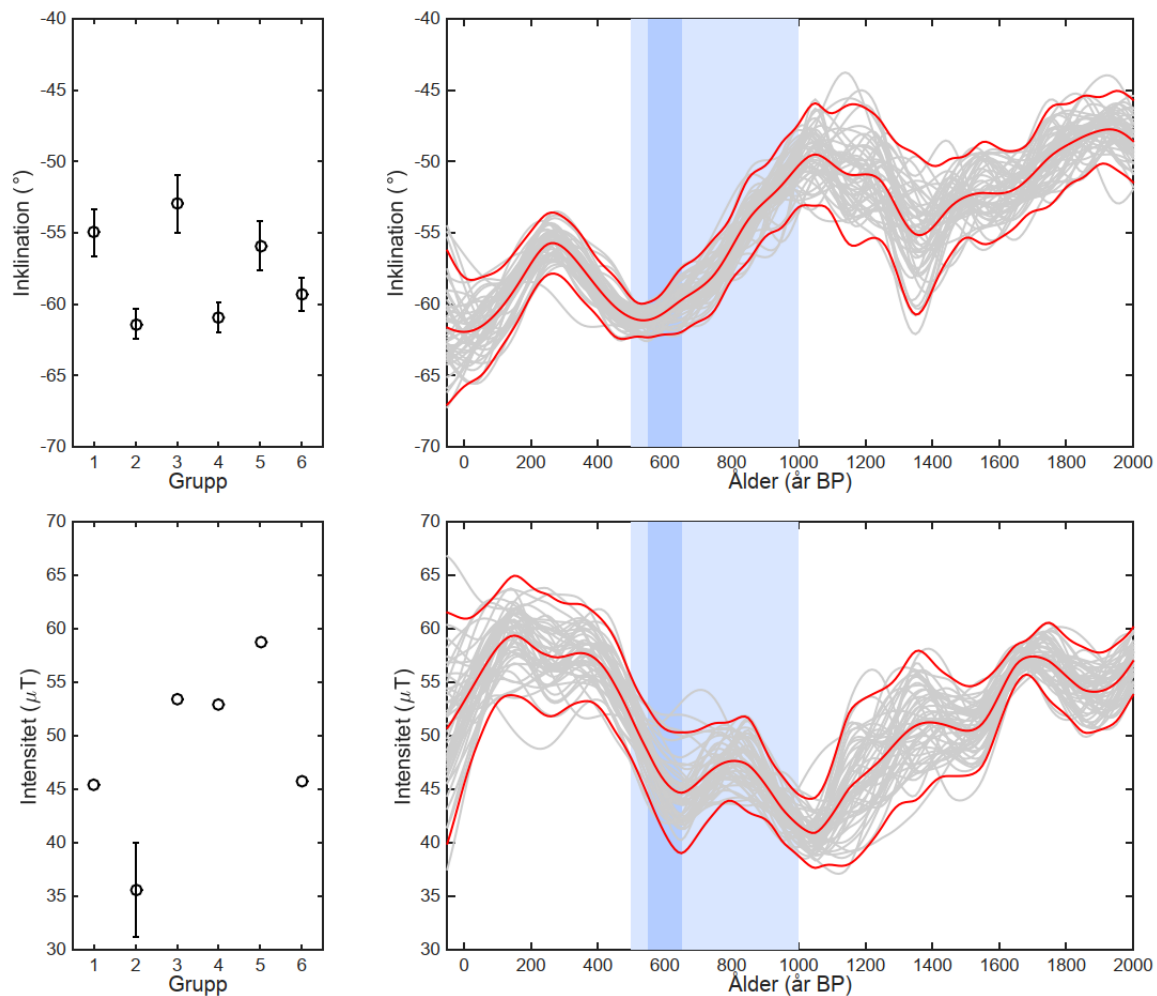 -40
-45
-50
-55
-60
-65
-70
Inklination (°)
1 2 3 4 5 6
Grupp
-40
-45
-50
-55
-60
-65
-70
Inklination (°)
0 200 400 600 800 1000 1200 1400 1600 1800 2000
Ålder (år BP)
70
65
60
55
50
45
40
35
30
Intensitet (μT)
1 2 3 4 5 6
Grupp
70
65
60
55
50
45
40
35
30
Intensitet (μT)
0 200 400 600 800 1000 1200 1400 1600 1800 2000
Ålder (år BP)